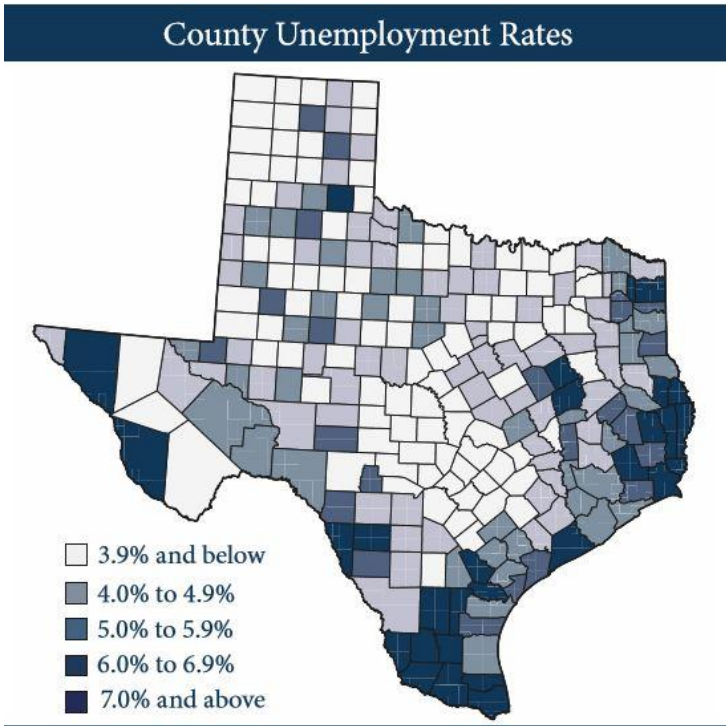 County Unemployment Rates
3.9% and below
4.0% to 4.9%
5.0% to 5.9%
6.0% to 6.9%
7.0% and above